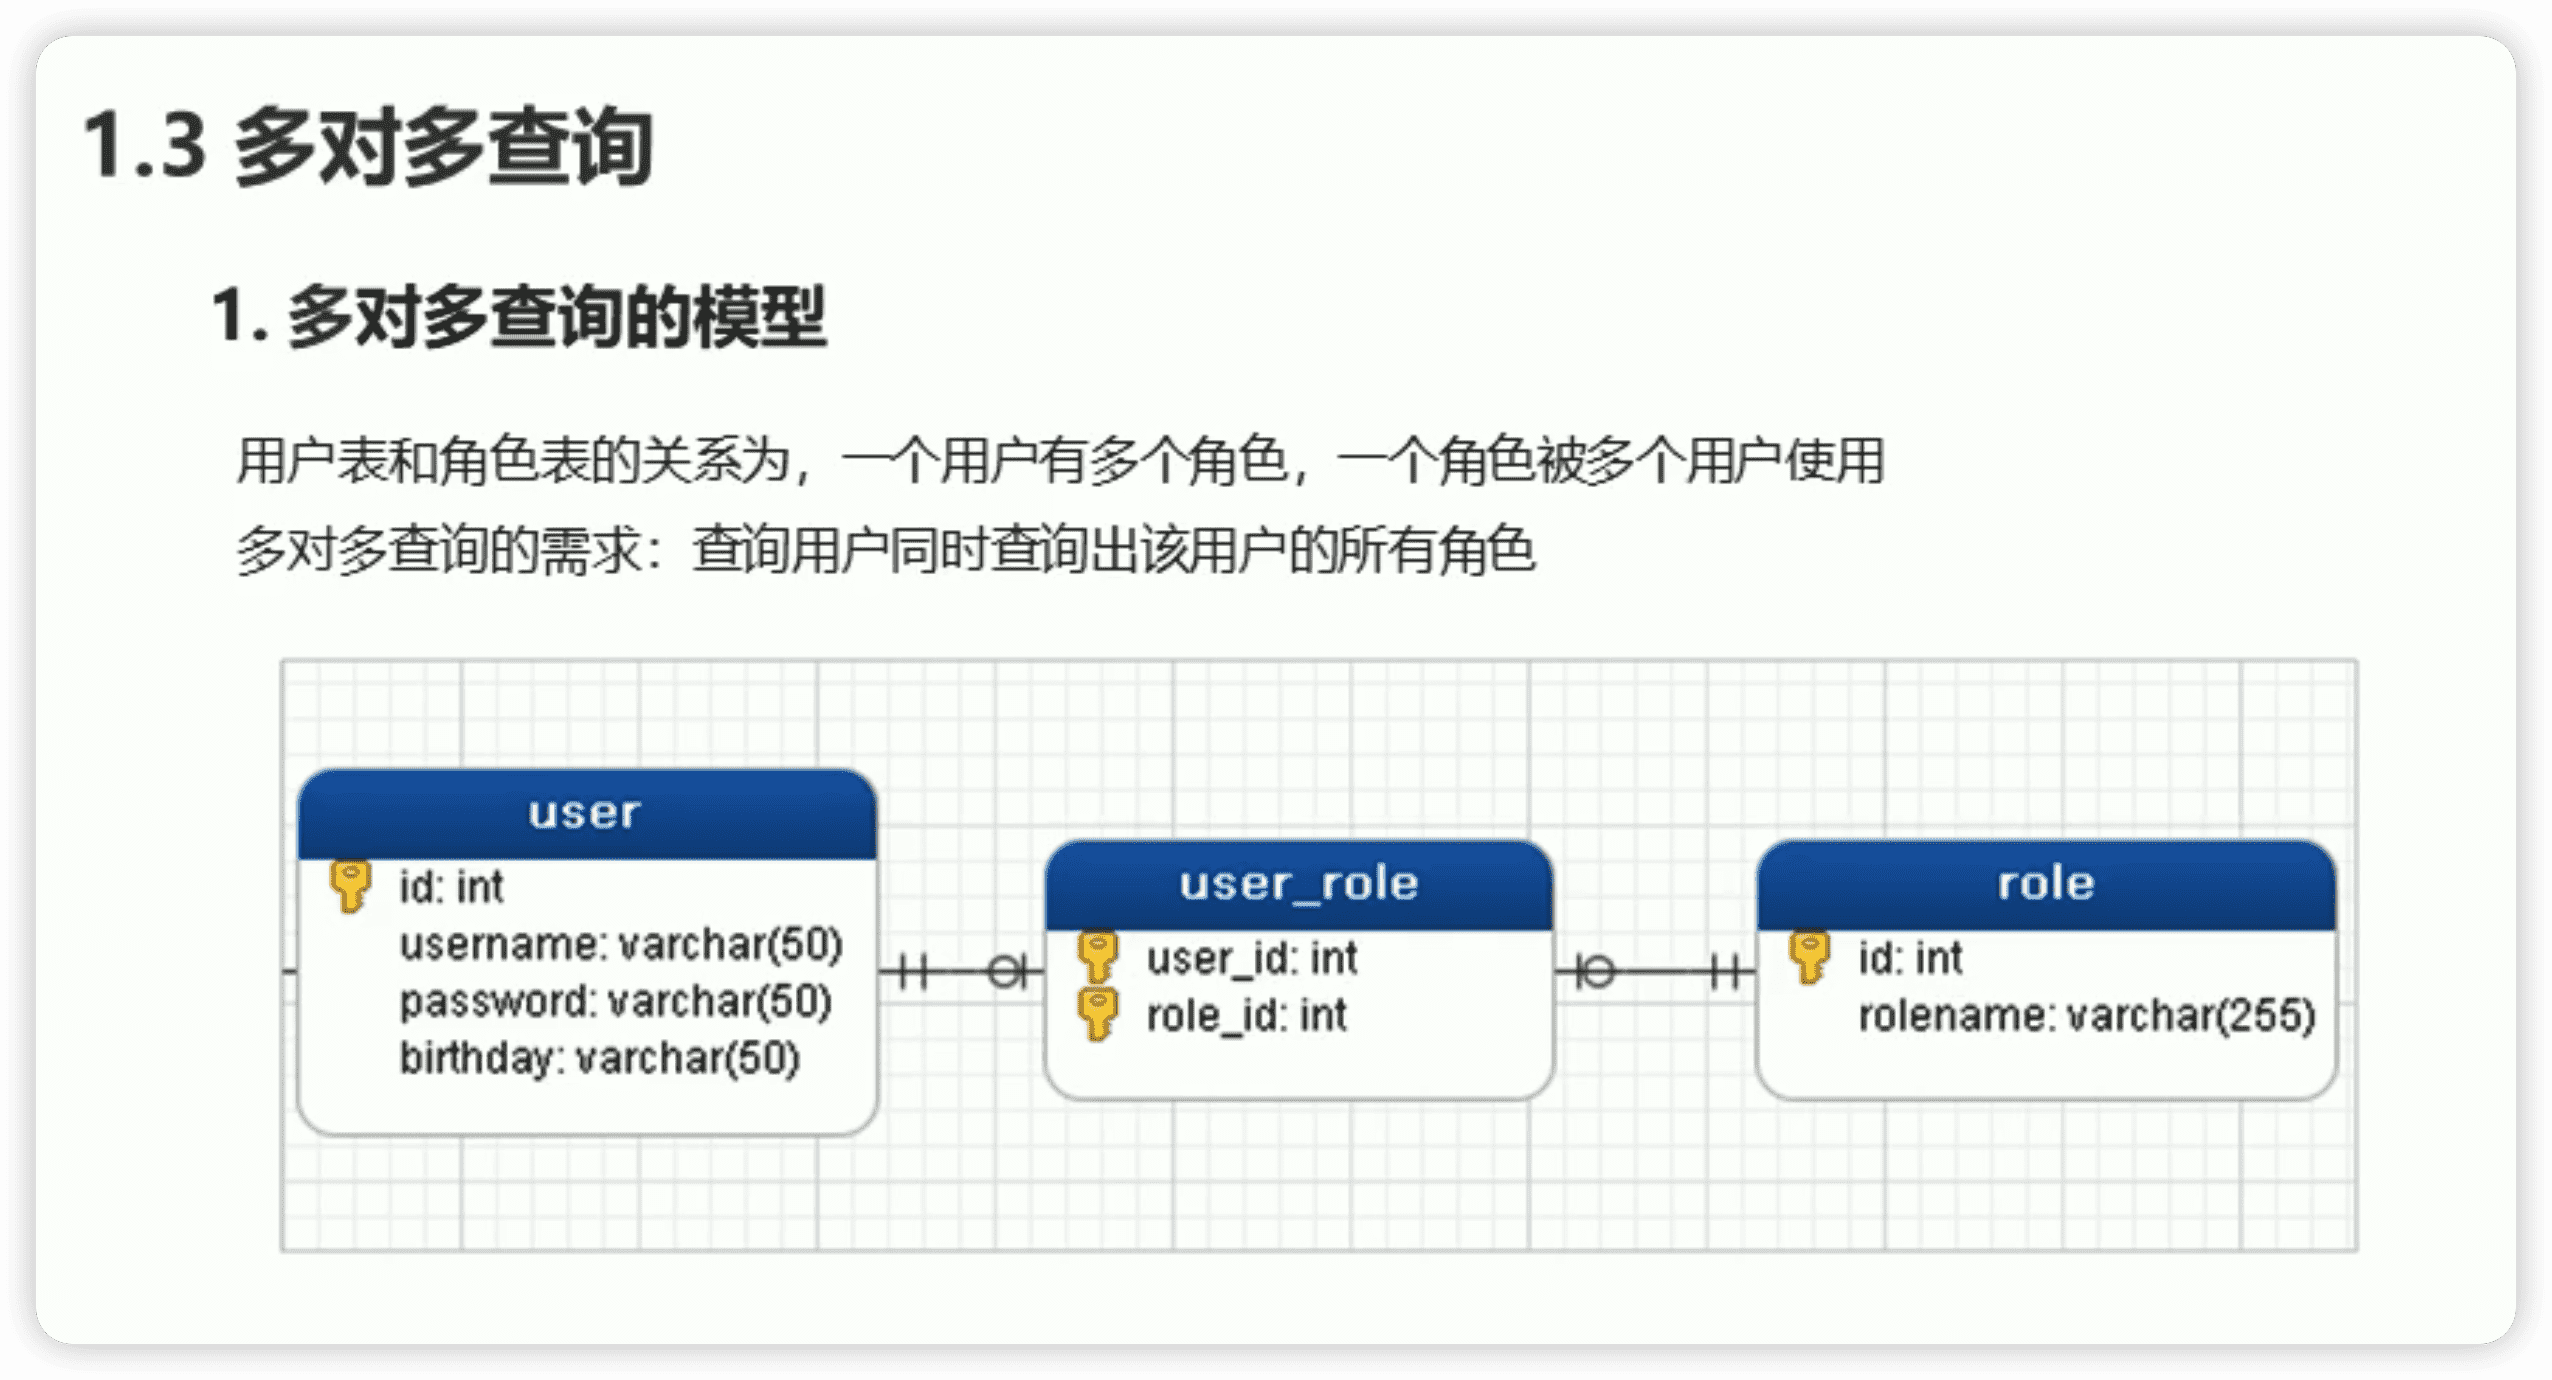 1.3 多对多查询
1. 多对多查询的模型
用户表和角色表的关系为，一个用户有多个角色，一个角色被多个用户使用
多对多查询的需求：查询用户同时查询出该用户的所有角色
user
id: int
username: varchar(50)
password: varchar(50)
birthday: varchar(50)
user_role
user_id: int
role_id: int
role
id: int
rolename: varchar(255)